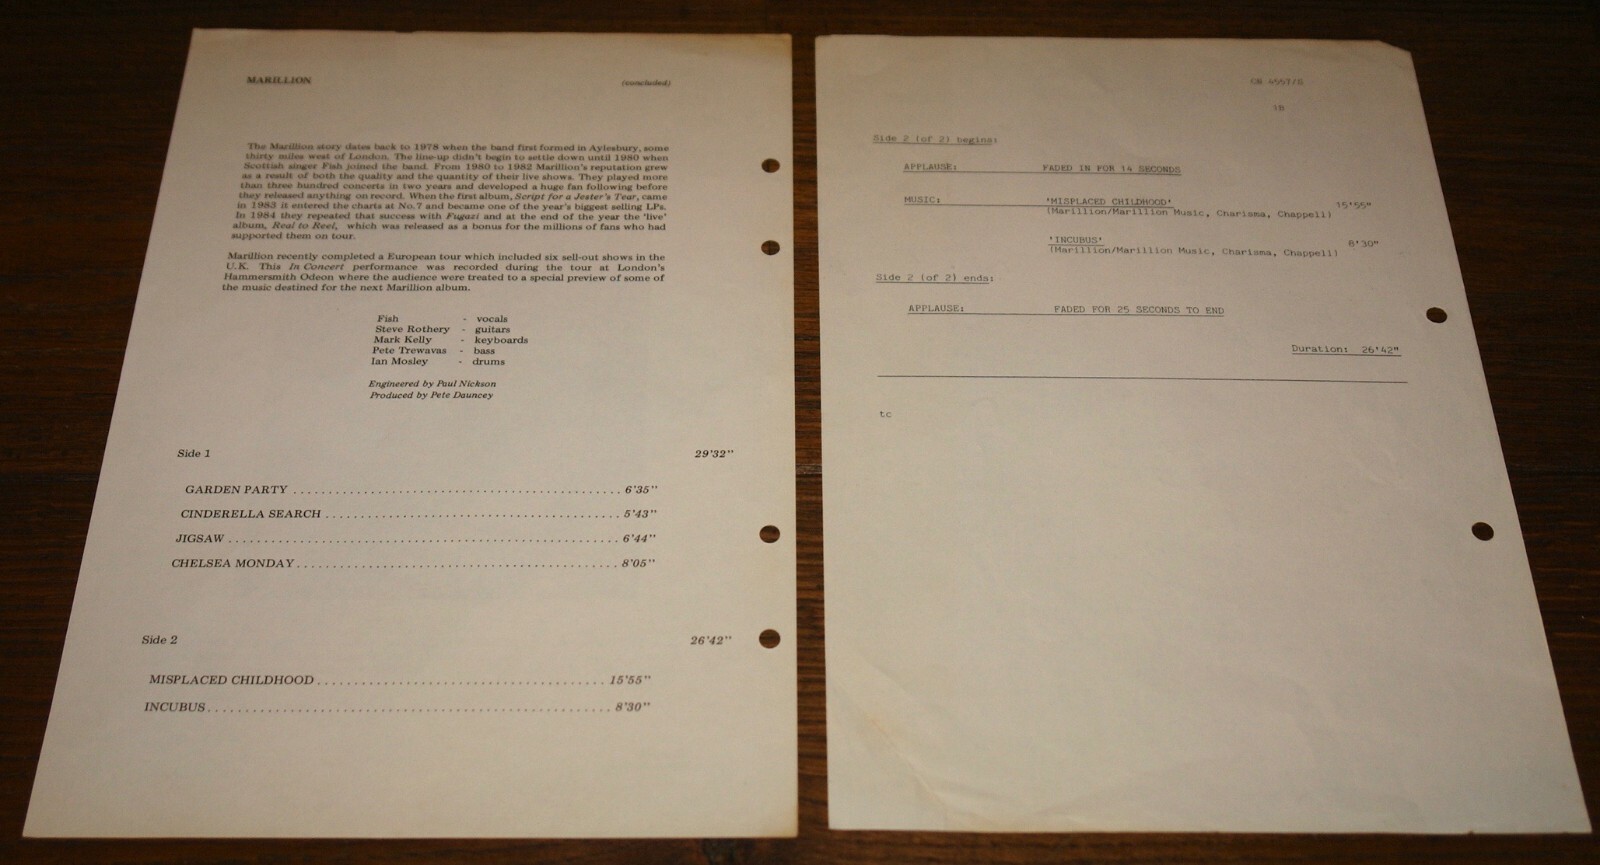 MARILLION (concluded)
The Marillion story dates back to 1978 when the band first formed in Aylesbury, some
thirty miles west of London. The line-up didn't begin to settle down until 1980 when
Scottish singer Fish joined the band. From 1980 to 1982 Marillion's reputation grew
as a result of both the quality and the quantity of their live shows. They played more
than three hundred concerts in two years and developed a huge fan following before
they released anything on record. When the first album, Script for a Jester's Tear, came
in 1983 it entered the charts at No.7 and became one of the year's biggest selling LPs.
In 1984 they repeated that success with Fugazi and at the end of the year the 'live'
album, Real to Reel, which was released as a bonus for the millions of fans who had
supported them on tour.
Marillion recently completed a European tour which included six sell-out shows in the
U.K. This In Concert performance was recorded during the tour at London's
Hammersmith Odeon where the audience were treated to a special preview of some of
the music destined for the next Marillion album.
Fish - vocals
Steve Rothery - guitars
Mark Kelly - keyboards
Pete Trewavas - bass
Ian Mosley - drums
Engineered by Paul Nickson
Produced by Pete Dauncey
Side 1 29'32"
GARDEN PARTY ............................................. 6'35"
CINDERELLA SEARCH ....................................... 5'43"
JIGSAW .................................................... 6'44"
CHELSEA MONDAY .......................................... 8'05"
Side 2 26'42"
MISPLACED CHILDHOOD ..................................... 15'55"
INCUBUS ................................................... 8'30"
CN 4557/S
1D
Side 2 (of 2) begins:
APPLAUSE: FADED IN FOR 14 SECONDS
MUSIC: 'MISPLACED CHILDHOOD' 15'55"
(Marillion/Marillion Music, Charisma, Chappell)
'INCUBUS' 8'30"
(Marillion/Marillion Music, Charisma, Chappell)
Side 2 (of 2) ends:
APPLAUSE: FADED FOR 25 SECONDS TO END
Duration: 26'42"
tc